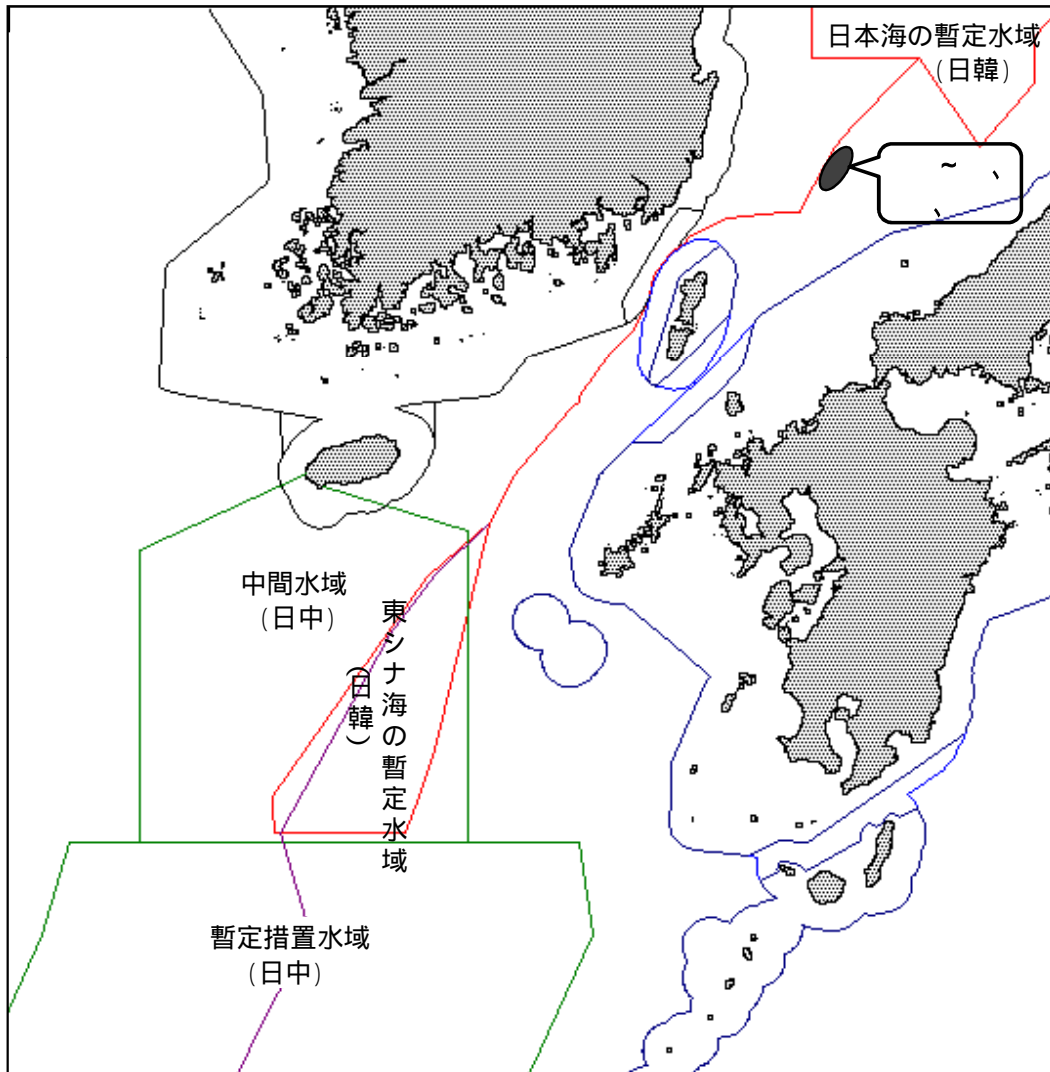 日本海の暫定水域
(日韓)
~
、
、
中間水域
(日中)
東シナ海の暫定水域
(日韓)
暫定措置水域
(日中)